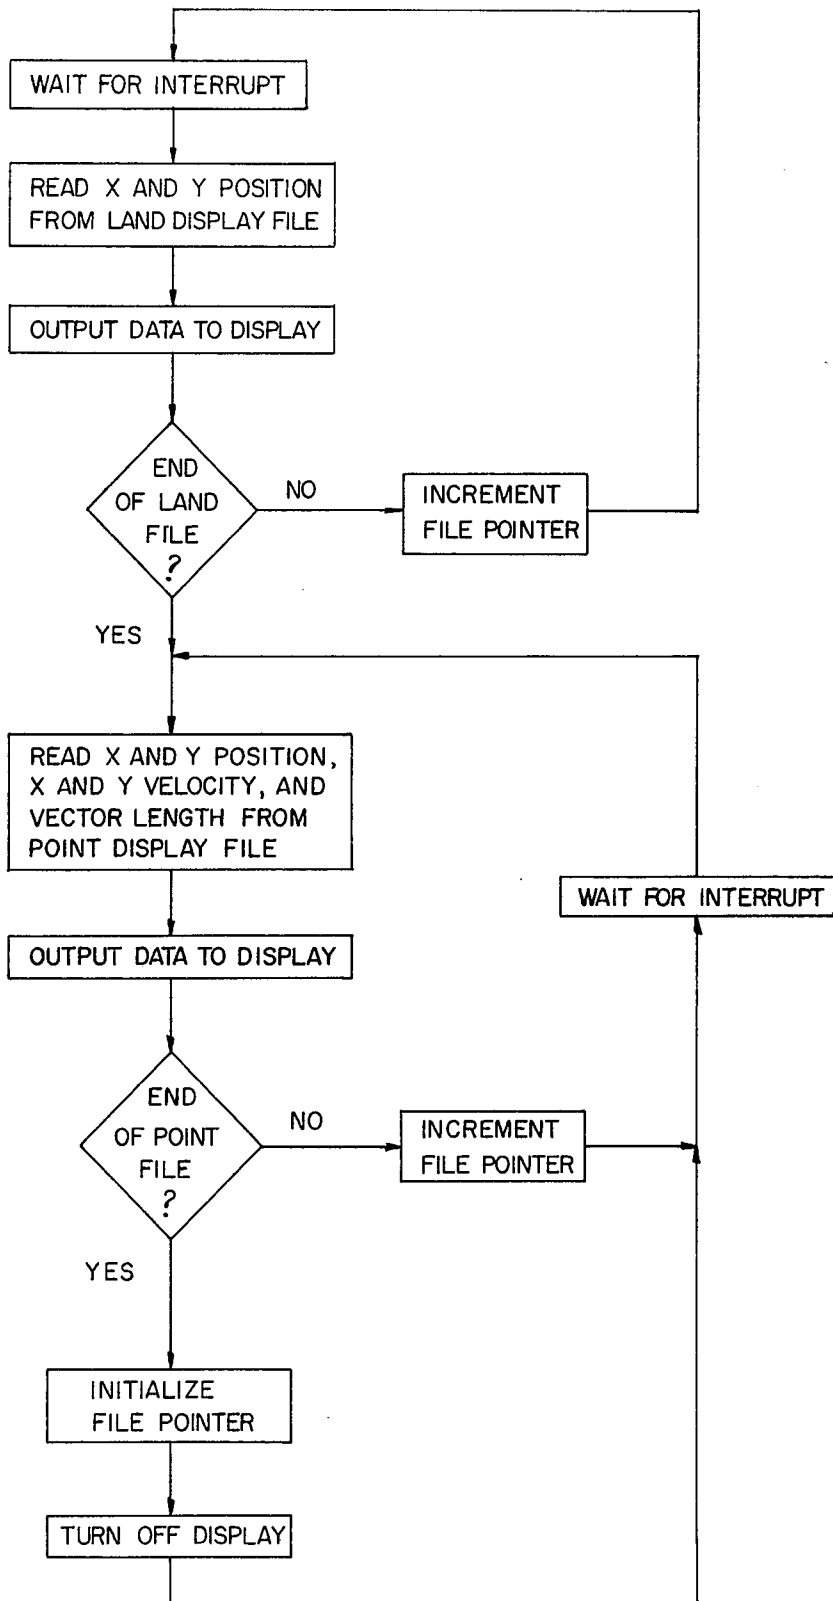 WAIT FOR INTERRUPT
READ X AND Y POSITION
FROM LAND DISPLAY FILE
OUTPUT DATA TO DISPLAY
END
OF LAND
FILE
?
NO
INCREMENT
FILE POINTER
YES
READ X AND Y POSITION,
X AND Y VELOCITY, AND
VECTOR LENGTH FROM
POINT DISPLAY FILE
WAIT FOR INTERRUPT
OUTPUT DATA TO DISPLAY
END
OF POINT
FILE
?
NO
INCREMENT
FILE POINTER
YES
INITIALIZE
FILE POINTER
TURN OFF DISPLAY